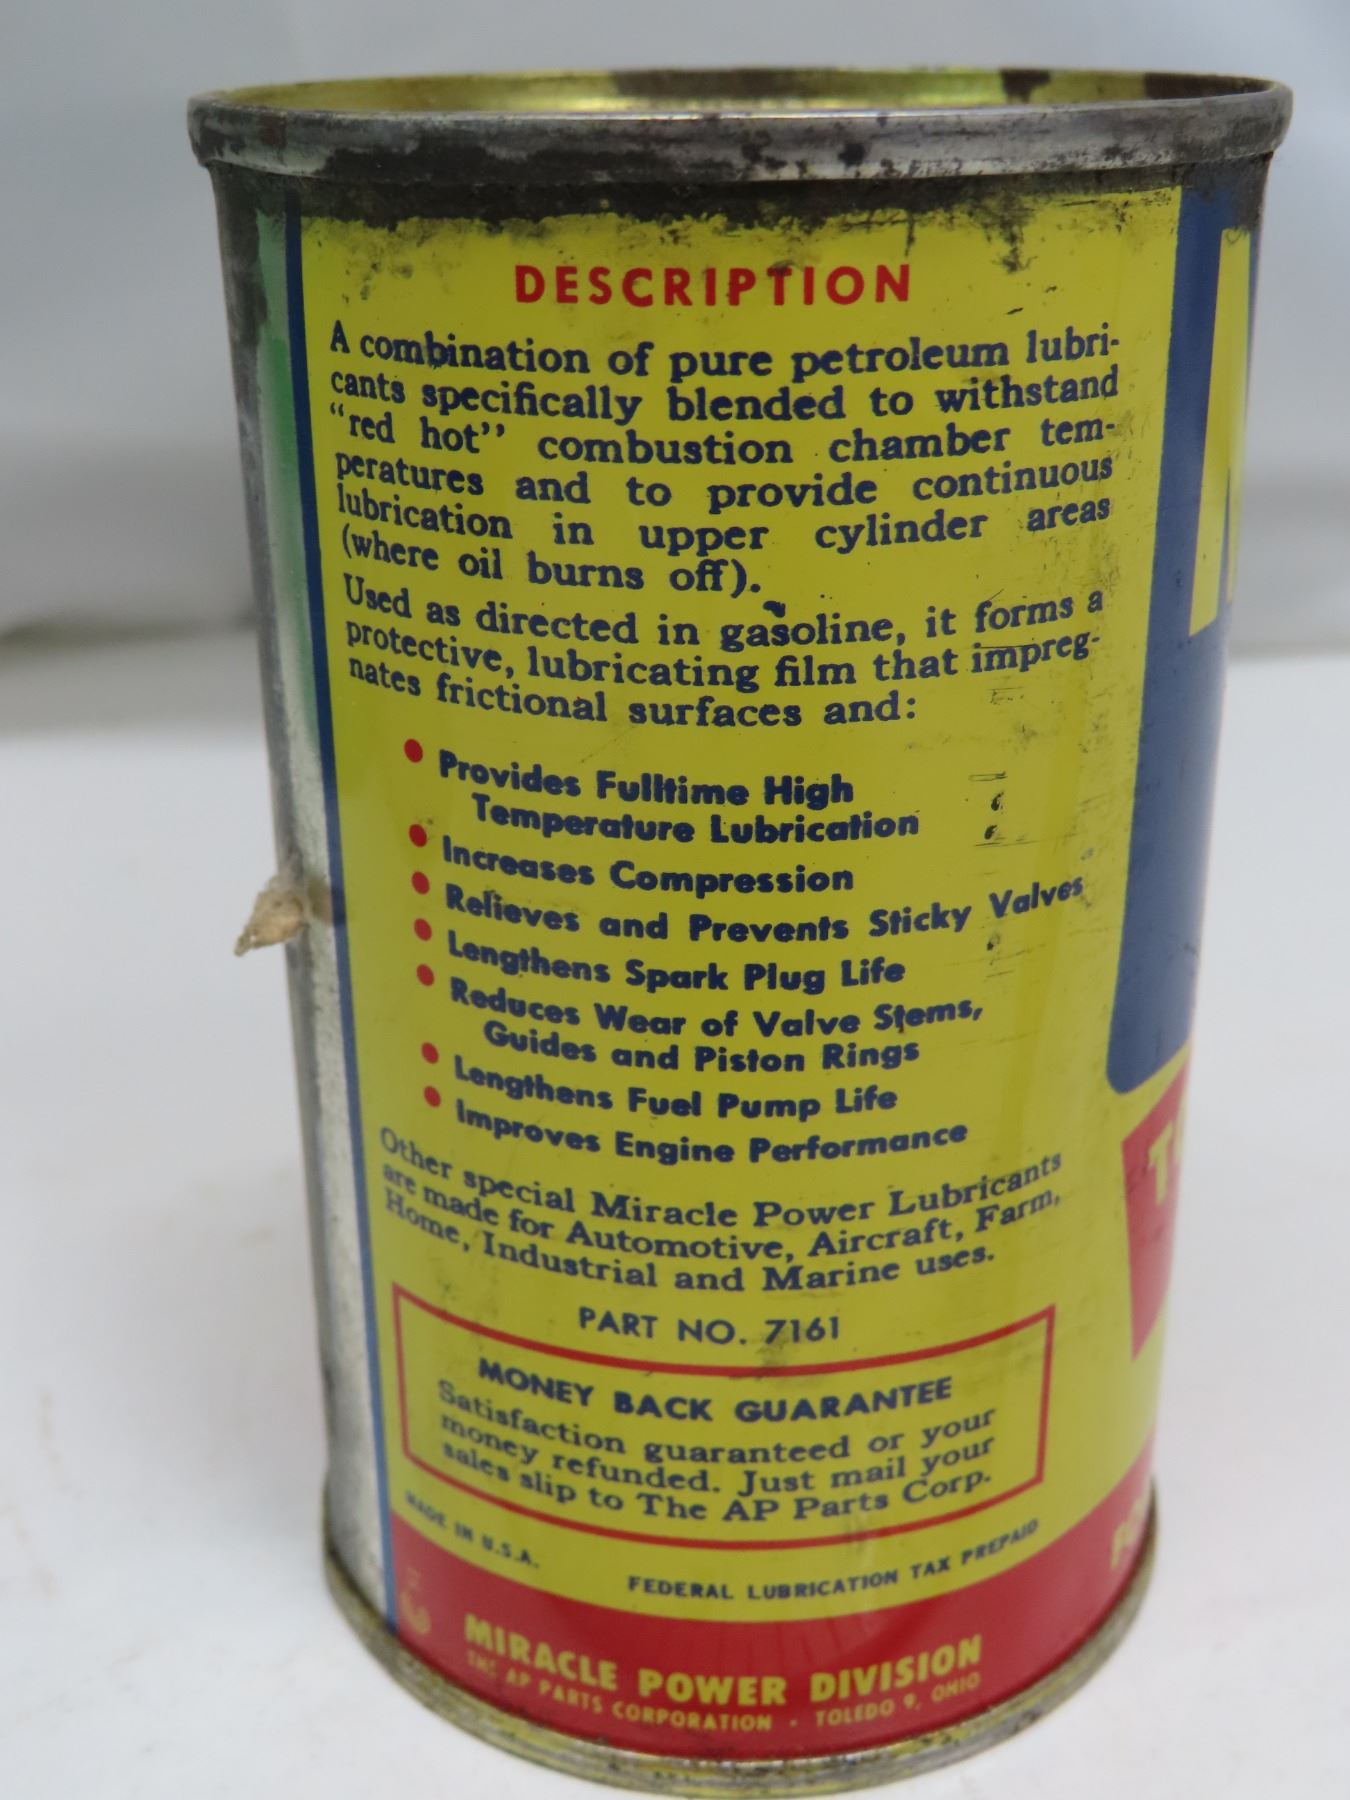 DESCRIPTION
A combination of pure petroleum lubri-
cants specifically blended to withstand
“red hot” combustion chamber tem-
peratures and to provide continuous
lubrication in upper cylinder areas
(where oil burns off).
Used as directed in gasoline, it forms a
protective, lubricating film that impreg-
nates frictional surfaces and:
• Provides Fulltime High
Temperature Lubrication
• Increases Compression
• Relieves and Prevents Sticky Valves
• Lengthens Spark Plug Life
• Reduces Wear of Valve Stems,
Guides and Piston Rings
• Lengthens Fuel Pump Life
• Improves Engine Performance
Other special Miracle Power Lubricants
are made for Automotive, Aircraft, Farm,
Home, Industrial and Marine uses.
PART NO. 7161
MONEY BACK GUARANTEE
Satisfaction guaranteed or your
money refunded. Just mail your
sales slip to The AP Parts Corp.
MADE IN U.S.A.
FEDERAL LUBRICATION TAX PREPAID
MIRACLE POWER DIVISION
THE AP PARTS CORPORATION · TOLEDO 9, OHIO